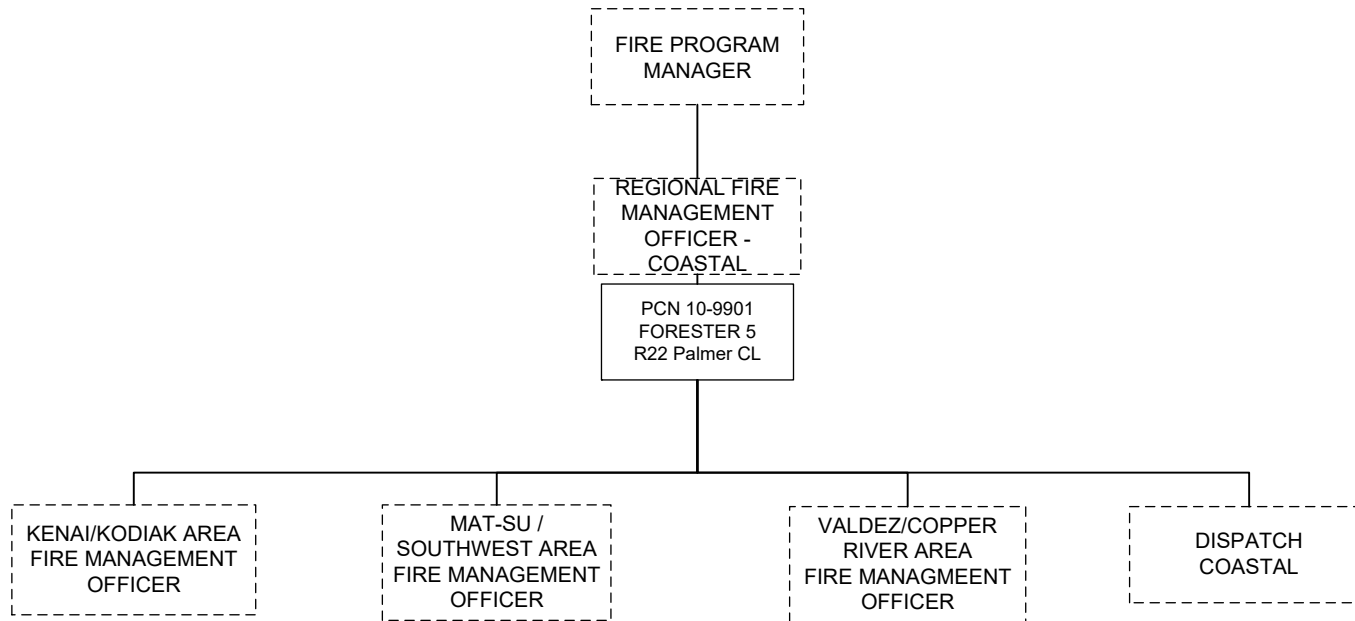 FIRE PROGRAM
MANAGER
REGIONAL FIRE
MANAGEMENT
OFFICER -
COASTAL
PCN 10-9901
FORESTER 5
R22 Palmer CL
KENAI/KODIAK AREA
FIRE MANAGEMENT
OFFICER
MAT-SU /
SOUTHWEST AREA
FIRE MANAGEMENT
OFFICER
VALDEZ/COPPER
RIVER AREA
FIRE MANAGMEENT
OFFICER
DISPATCH
COASTAL